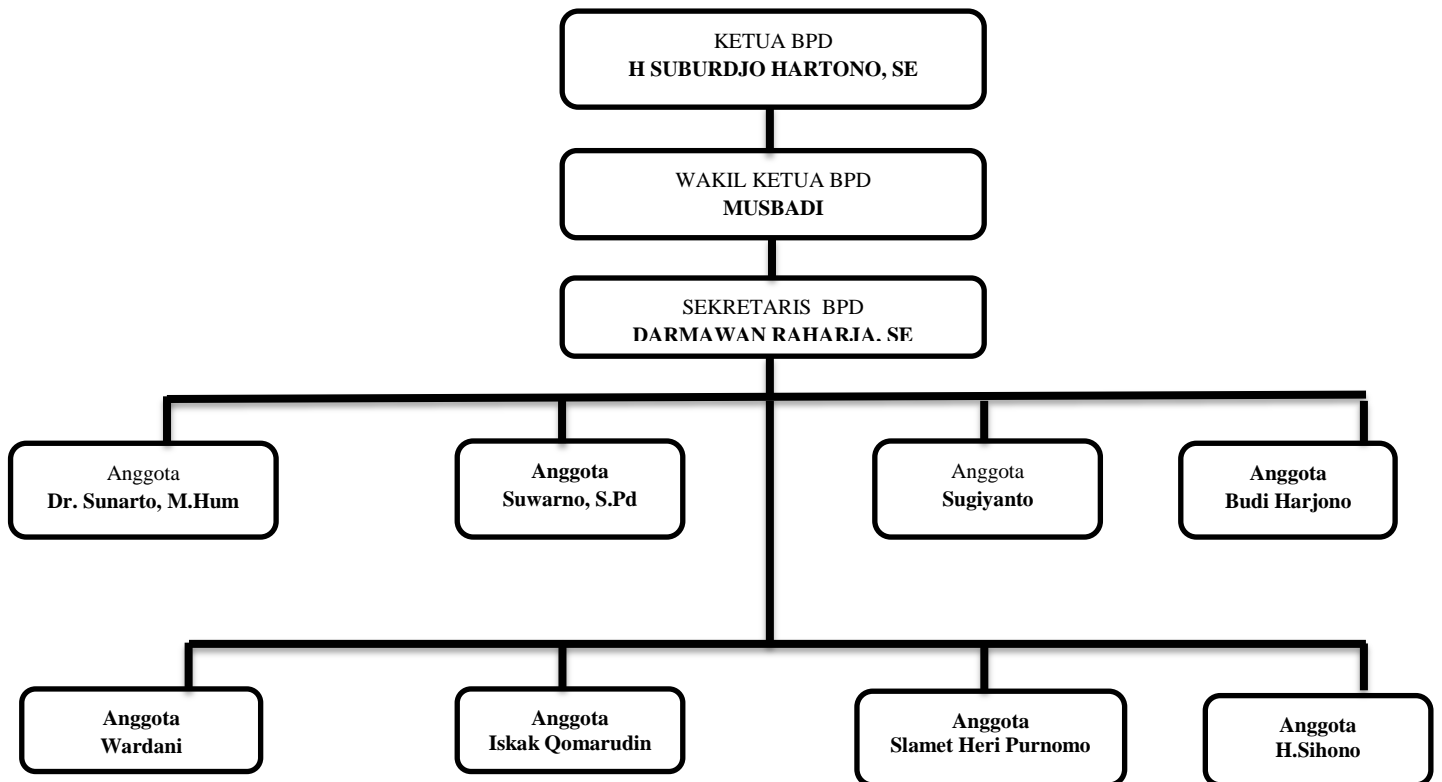 KETUA BPD
H SUBURDJO HARTONO, SE
WAKIL KETUA BPD
MUSBADI
SEKRETARIS BPD
DARMAWAN RAHARJA, SE
Anggota
Dr. Sunarto, M.Hum
Anggota
Suwarno, S.Pd
Anggota
Sugiyanto
Anggota
Budi Harjono
Anggota
Wardani
Anggota
Iskak Qomarudin
Anggota
Slamet Heri Purnomo
Anggota
H.Sihono